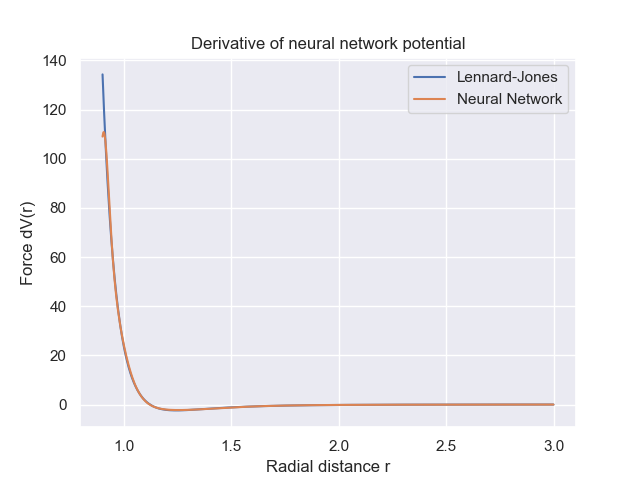 Derivative of neural network potential
Lennard-Jones
Neural Network
140
120
100
80
60
40
20
0
Force dV(r)
1.0 1.5 2.0 2.5 3.0
Radial distance r